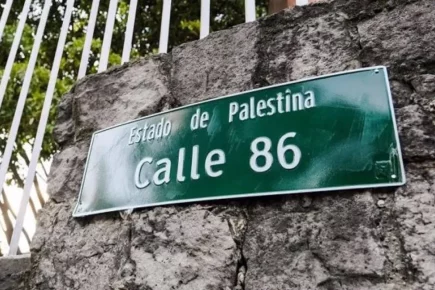 Estado de Palestina
Calle 86